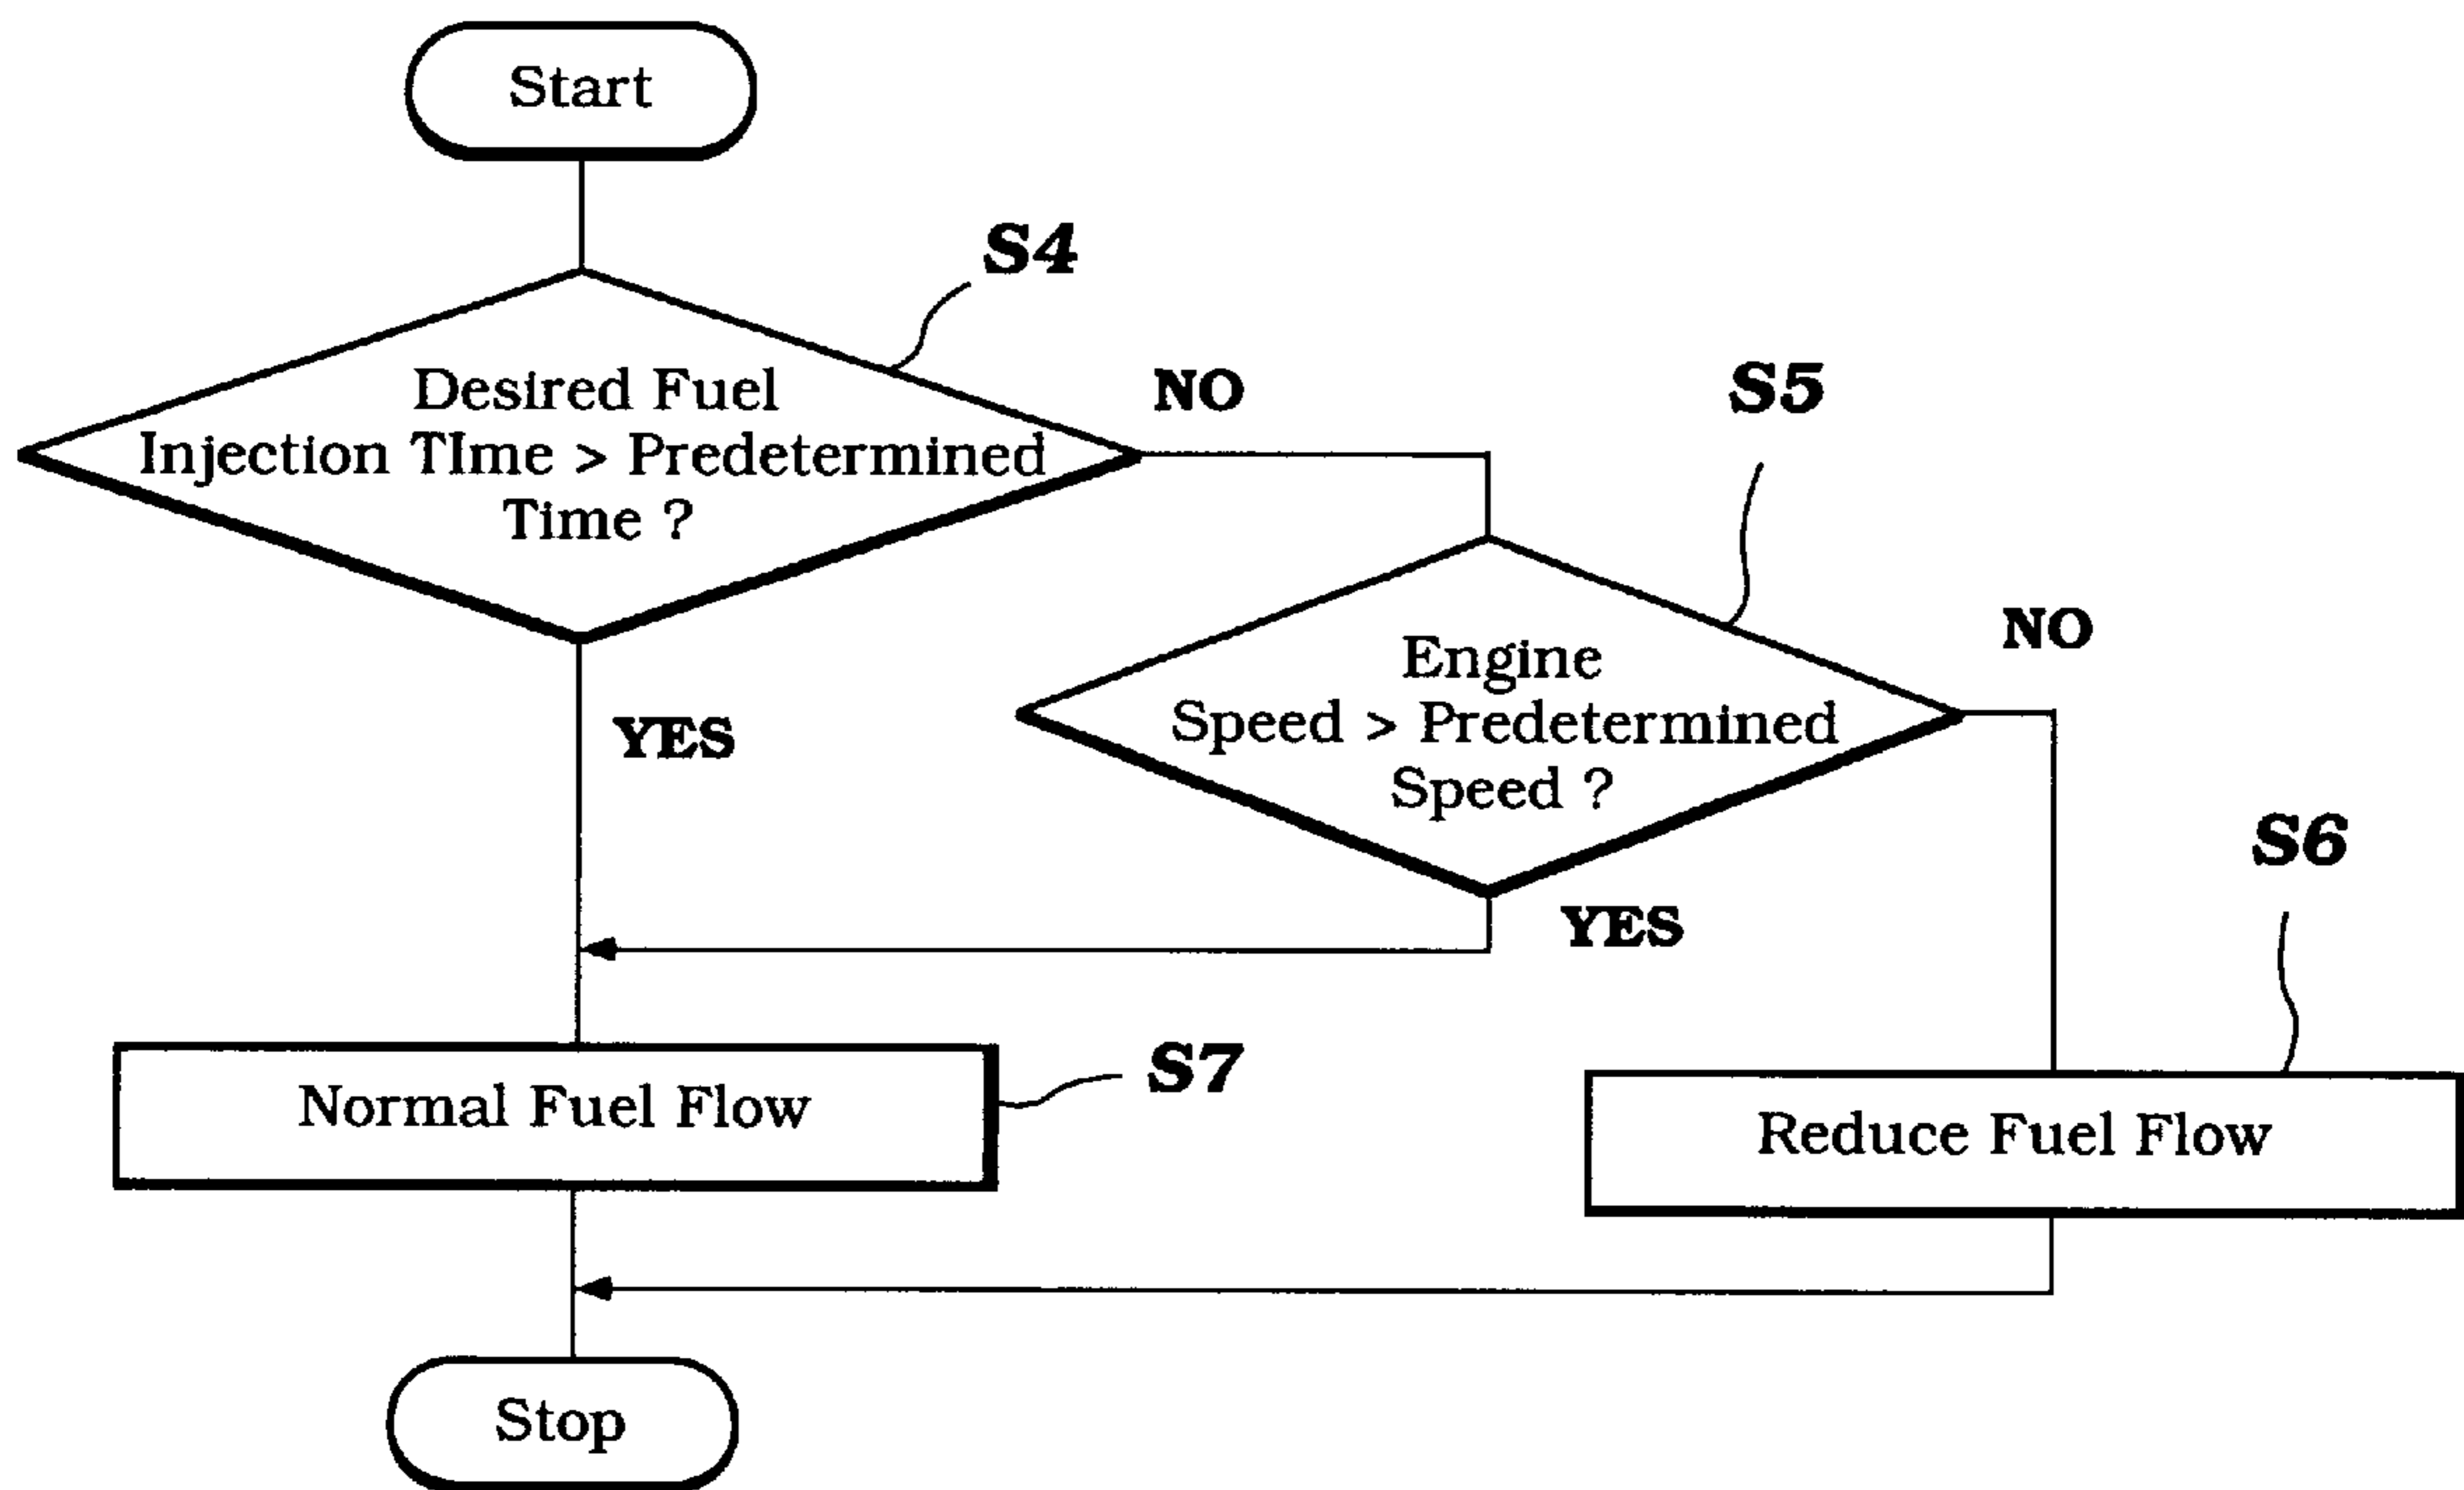 Start
S4
Desired Fuel
Injection TIme > Predetermined
Time ?
NO
S5
Engine
Speed > Predetermined
Speed ?
NO
YES
YES
S6
Normal Fuel Flow
S7
Reduce Fuel Flow
Stop